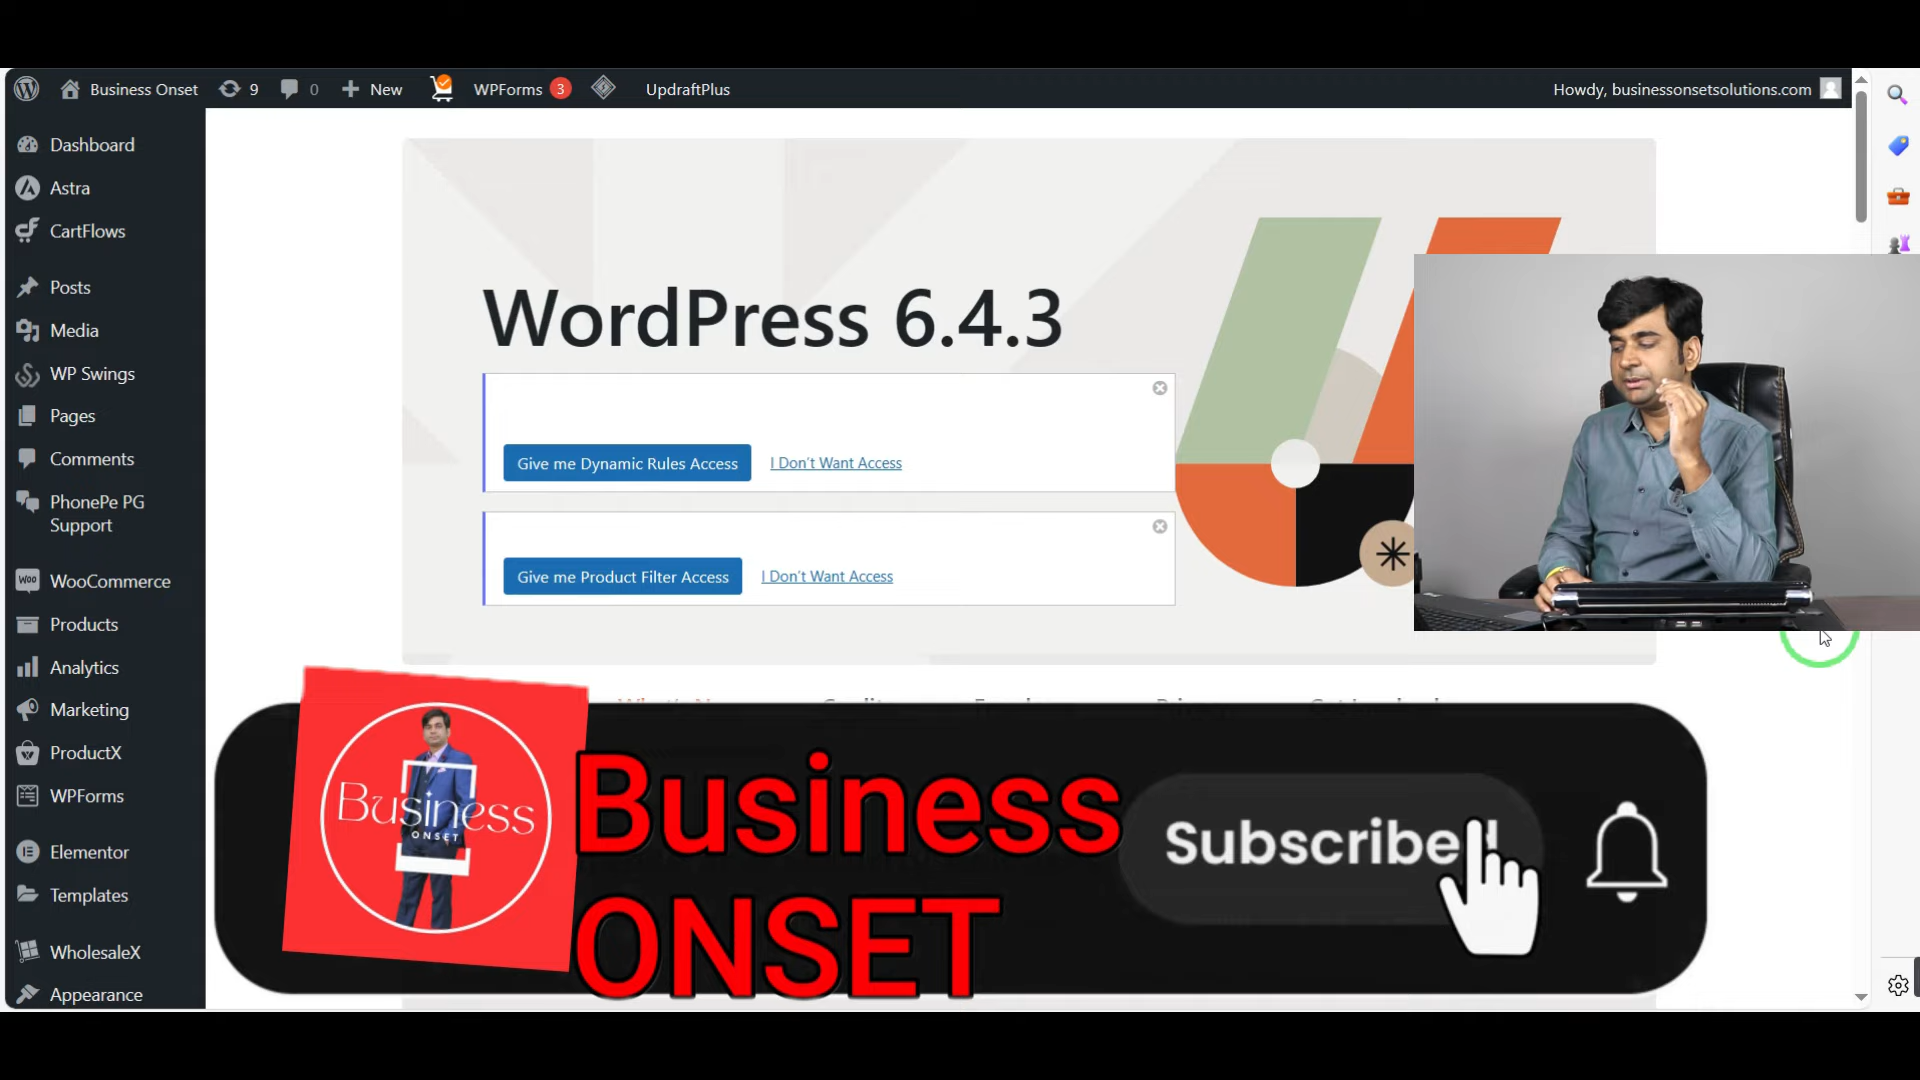 Business Onset
9
0
New
WPForms
3
UpdraftPlus
Howdy, businessonsetsolutions.com
Dashboard
Astra
CartFlows
Posts
Media
WP Swings
Pages
Comments
PhonePe PG
Support
WooCommerce
Products
Analytics
Marketing
ProductX
WPForms
Elementor
Templates
WholesaleX
Appearance
WordPress 6.4.3
Give me Dynamic Rules Access
I Don't Want Access
Give me Product Filter Access
I Don't Want Access
Business
ONSET
Business
ONSET
Subscribed